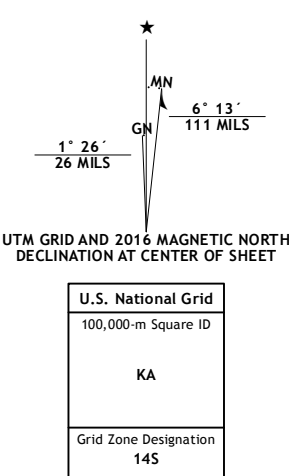 ★
MN
GN
6° 13´
111 MILS
1° 26´
26 MILS
UTM GRID AND 2016 MAGNETIC NORTH
DECLINATION AT CENTER OF SHEET
U.S. National Grid
100,000-m Square ID
KA
Grid Zone Designation
14S